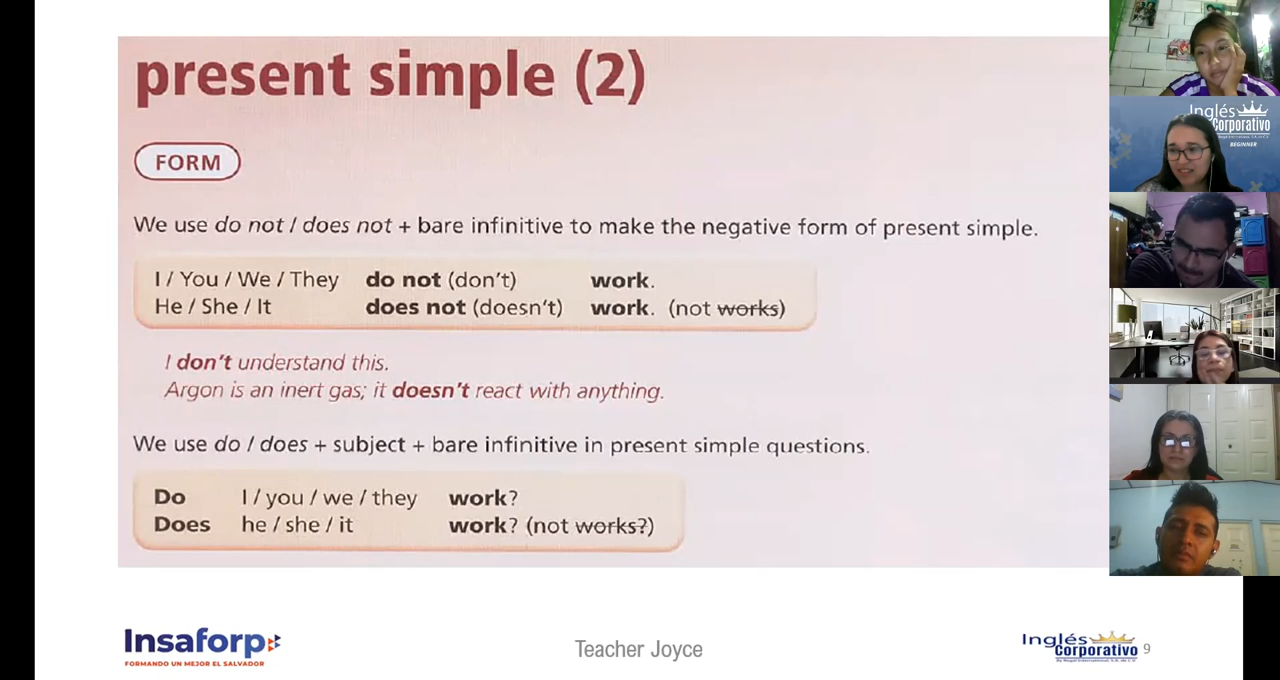 present simple (2)
FORM
We use do not / does not + bare infinitive to make the negative form of present simple.
I / You / We / They do not (don't) work.
He / She / It does not (doesn't) work. (not works)
I don't understand this.
Argon is an inert gas; it doesn't react with anything.
We use do / does + subject + bare infinitive in present simple questions.
Do I / you / we / they work?
Does he / she / it work? (not works?)
Inglés
Corporativo
BEGINNER
Insaforp
FORMANDO UN MEJOR EL SALVADOR
Teacher Joyce
Inglés
Corporativo
9